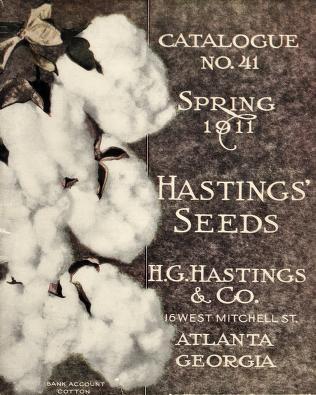 CATALOGUE
NO. 41
SPRING
1911
HASTINGS'
SEEDS
H.G. HASTINGS
& CO.
16 WEST MITCHELL ST.
ATLANTA
GEORGIA
BANK ACCOUNT
COTTON